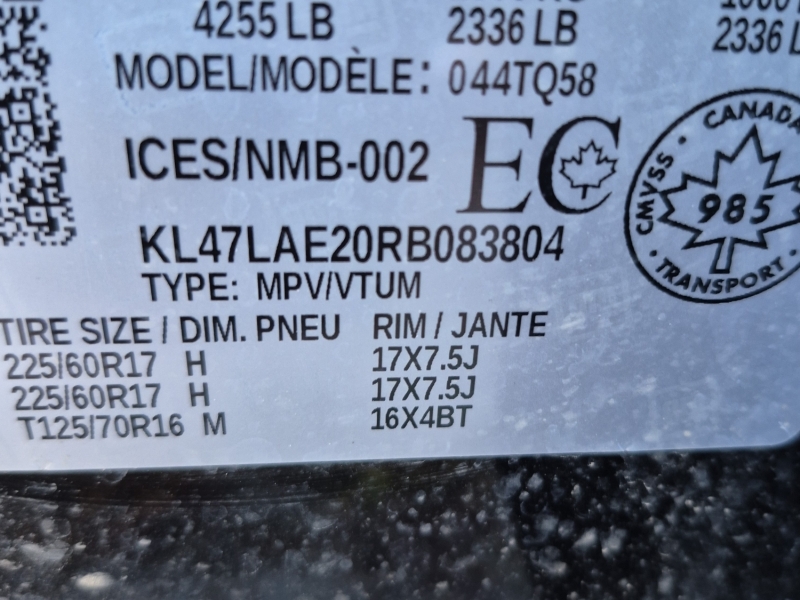 4255 LB 2336 LB 2336 L
MODEL/MODÈLE: 044TQ58
ICES/NMB-002 EC
CANADA
CMVSS
985
TRANSPORT
KL47LAE20RB083804
TYPE: MPV/VTUM
TIRE SIZE / DIM. PNEU RIM / JANTE
225/60R17 H 17X7.5J
225/60R17 H 17X7.5J
T125/70R16 M 16X4BT